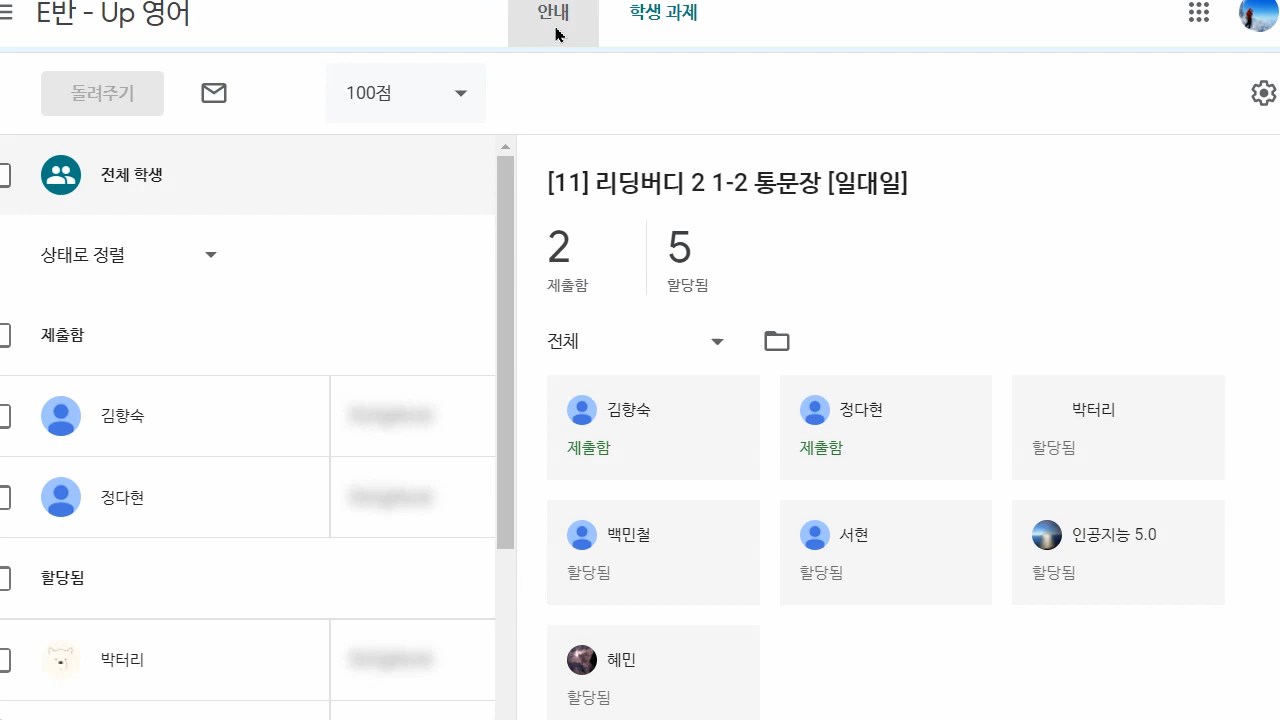 E반 - Up 영어
안내
학생 과제
돌려주기
100점
전체 학생
상태로 정렬
제출함
김향숙
정다현
할당됨
박터리
[11] 리딩버디 2 1-2 통문장 [일대일]
2
제출함
5
할당됨
전체
김향숙
제출함
정다현
제출함
박터리
할당됨
백민철
할당됨
서현
할당됨
인공지능 5.0
할당됨
혜민
할당됨